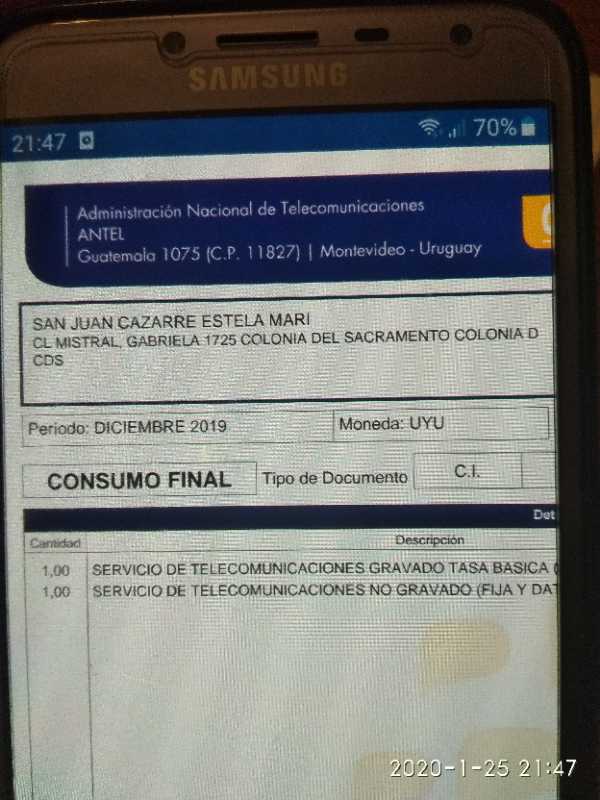 SAMSUNG
21:47 70%
Administración Nacional de Telecomunicaciones
ANTEL
Guatemala 1075 (C.P. 11827) | Montevideo - Uruguay
SAN JUAN CAZARRE ESTELA MARI
CL MISTRAL, GABRIELA 1725 COLONIA DEL SACRAMENTO COLONIA D
CDS
Periodo: DICIEMBRE 2019 Moneda: UYU
CONSUMO FINAL Tipo de Documento C.I.
Det
Cantidad Descripción
1,00 SERVICIO DE TELECOMUNICACIONES GRAVADO TASA BASICA (
1,00 SERVICIO DE TELECOMUNICACIONES NO GRAVADO (FIJA Y DAT
2020-1-25 21:47